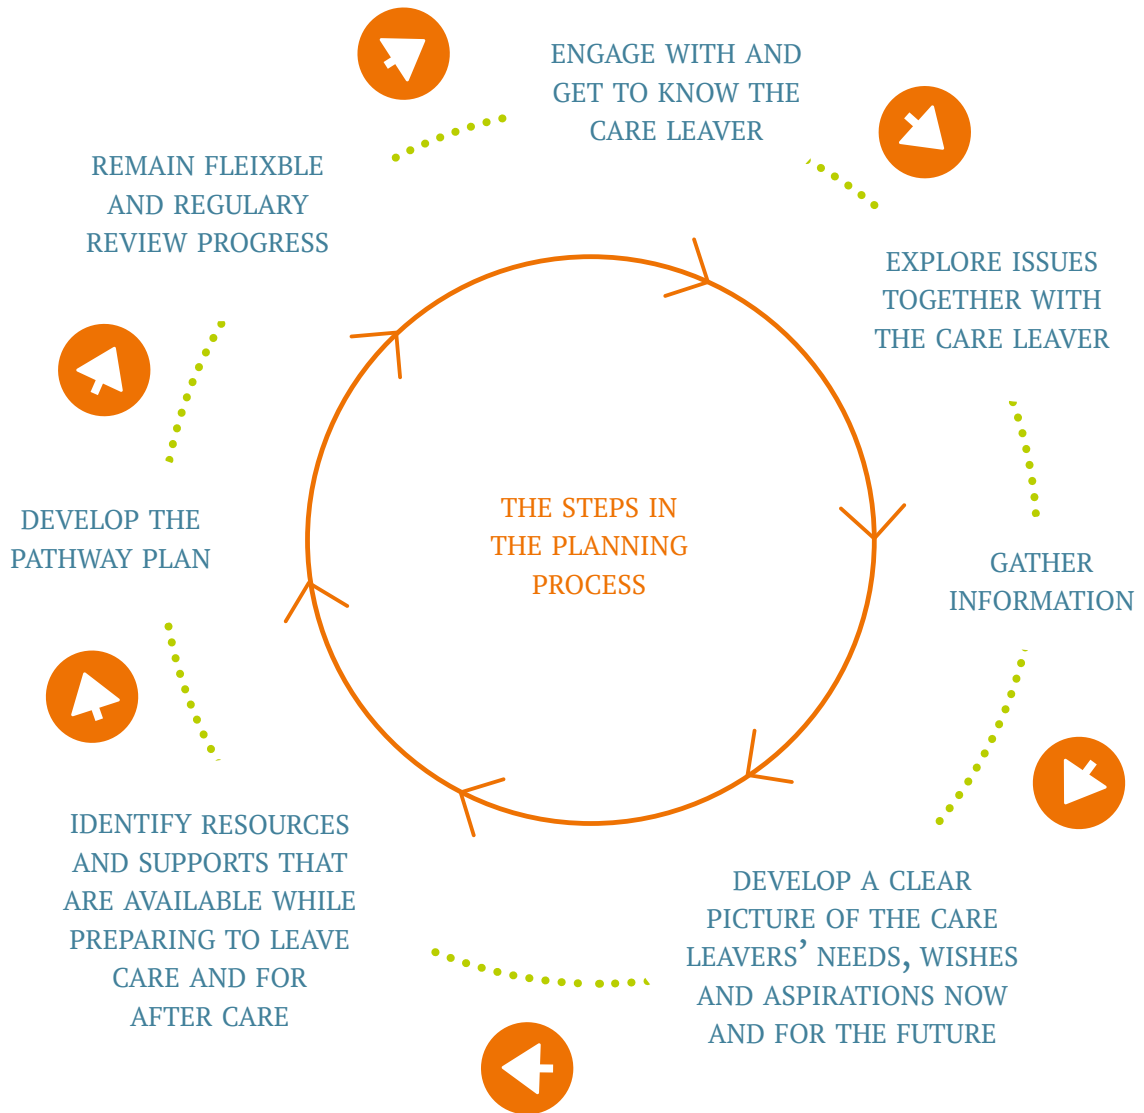 ENGAGE WITH AND
GET TO KNOW THE
CARE LEAVER
EXPLORE ISSUES
TOGETHER WITH
THE CARE LEAVER
GATHER
INFORMATION
DEVELOP A CLEAR
PICTURE OF THE CARE
LEAVERS’ NEEDS, WISHES
AND ASPIRATIONS NOW
AND FOR THE FUTURE
IDENTIFY RESOURCES
AND SUPPORTS THAT
ARE AVAILABLE WHILE
PREPARING TO LEAVE
CARE AND FOR
AFTER CARE
DEVELOP THE
PATHWAY PLAN
REMAIN FLEIXBLE
AND REGULARY
REVIEW PROGRESS
THE STEPS IN
THE PLANNING
PROCESS